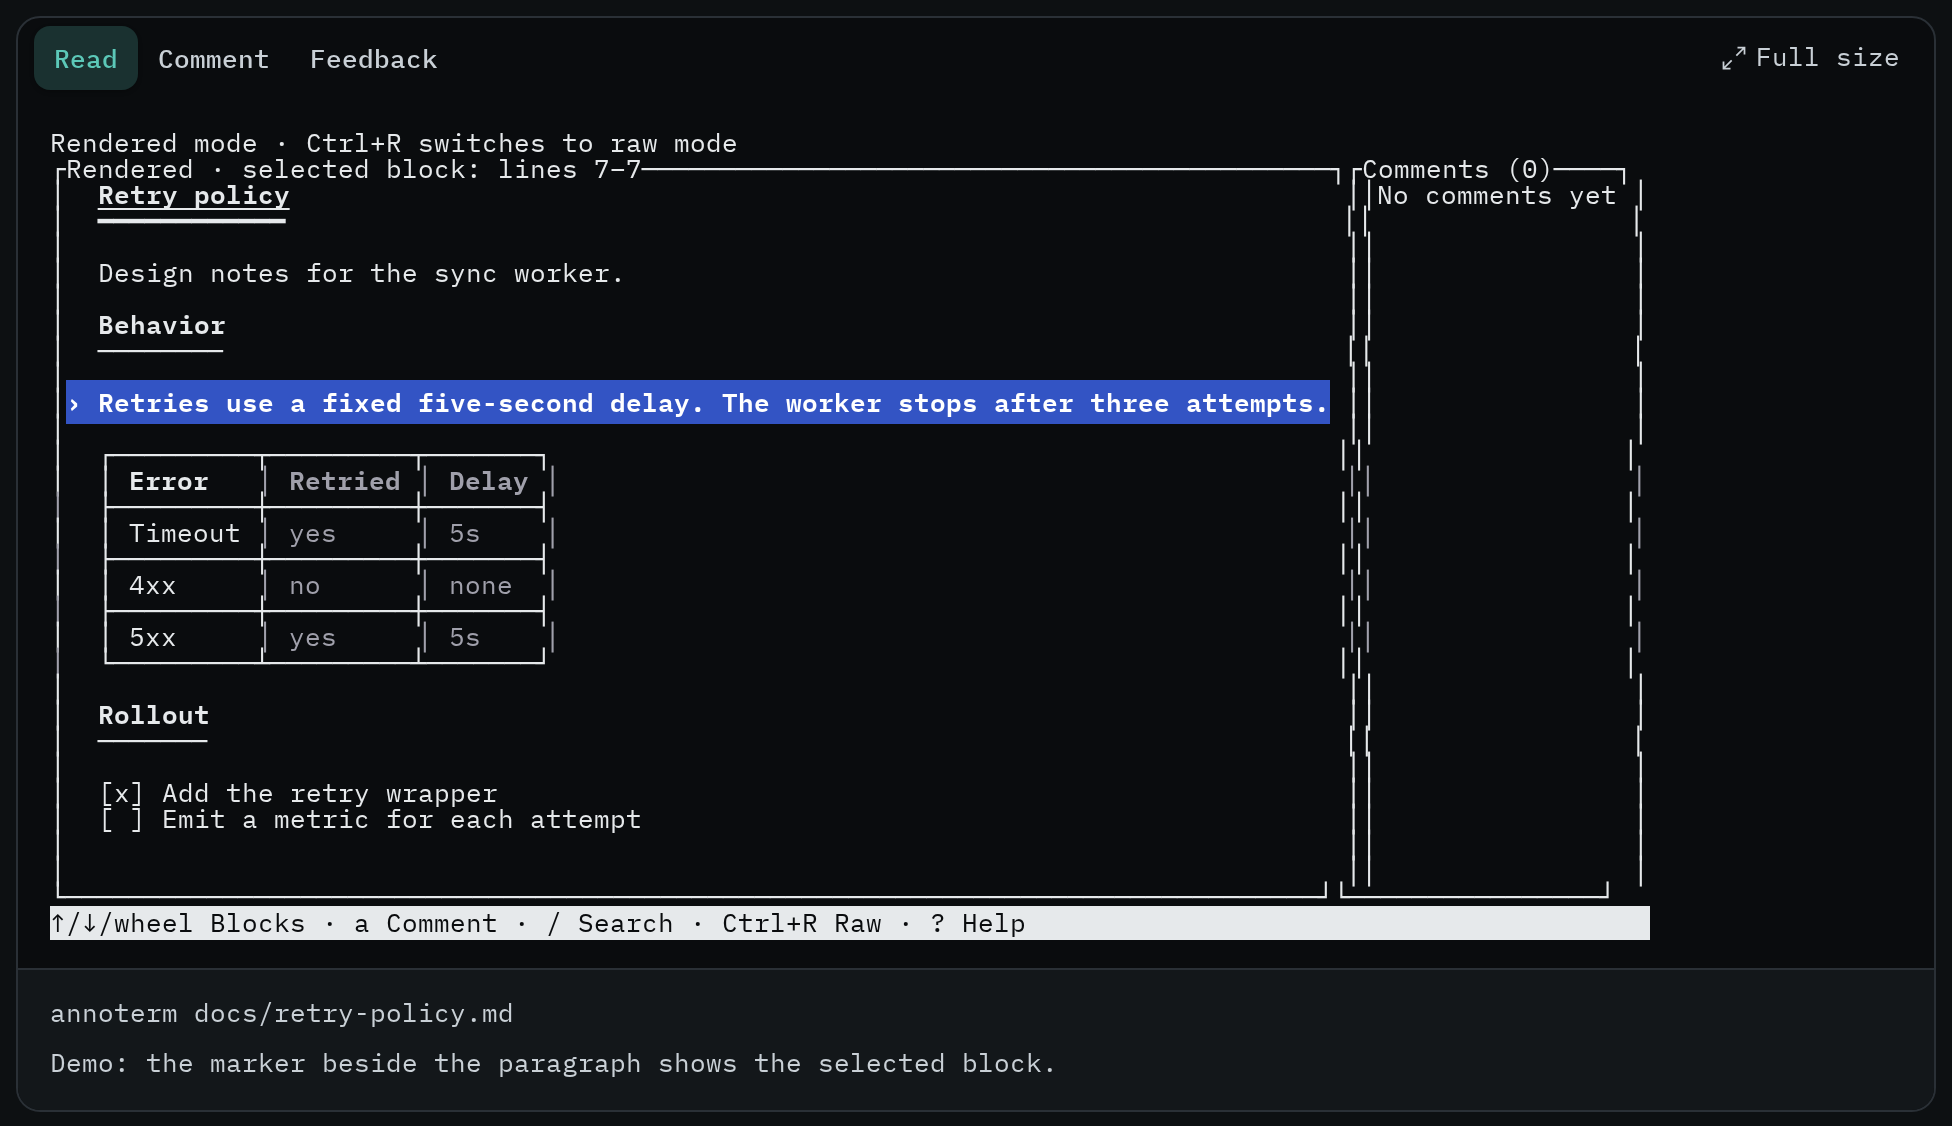 Read Comment Feedback Full size
Rendered mode · Ctrl+R switches to raw mode
Rendered · selected block: lines 7-7 Comments (0)
Retry policy No comments yet
Design notes for the sync worker.
Behavior
› Retries use a fixed five-second delay. The worker stops after three attempts.
Error Retried Delay
Timeout yes 5s
4xx no none
5xx yes 5s
Rollout
[x] Add the retry wrapper
[ ] Emit a metric for each attempt
↑/↓/wheel Blocks · a Comment · / Search · Ctrl+R Raw · ? Help
annoterm docs/retry-policy.md
Demo: the marker beside the paragraph shows the selected block.